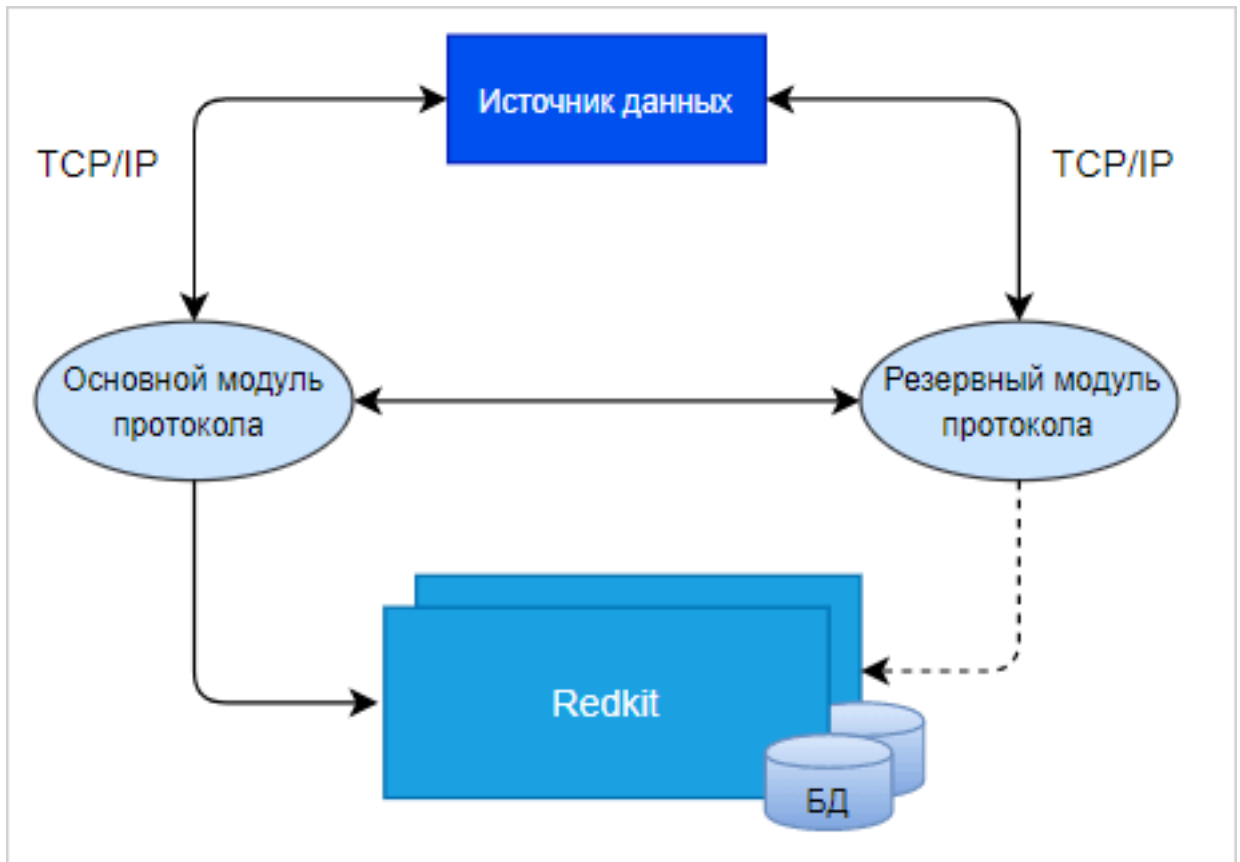 Источник данных
TCP/IP
TCP/IP
Основной модуль
протокола
Резервный модуль
протокола
Redkit
БД